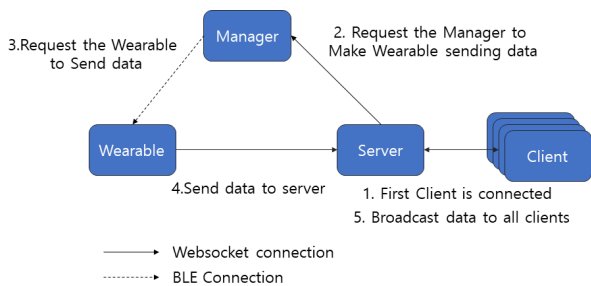 Manager
2. Request the Manager to
Make Wearable sending data
3.Request the Wearable
to Send data
Wearable
Server
Client
4.Send data to server
1. First Client is connected
5. Broadcast data to all clients
Websocket connection
BLE Connection